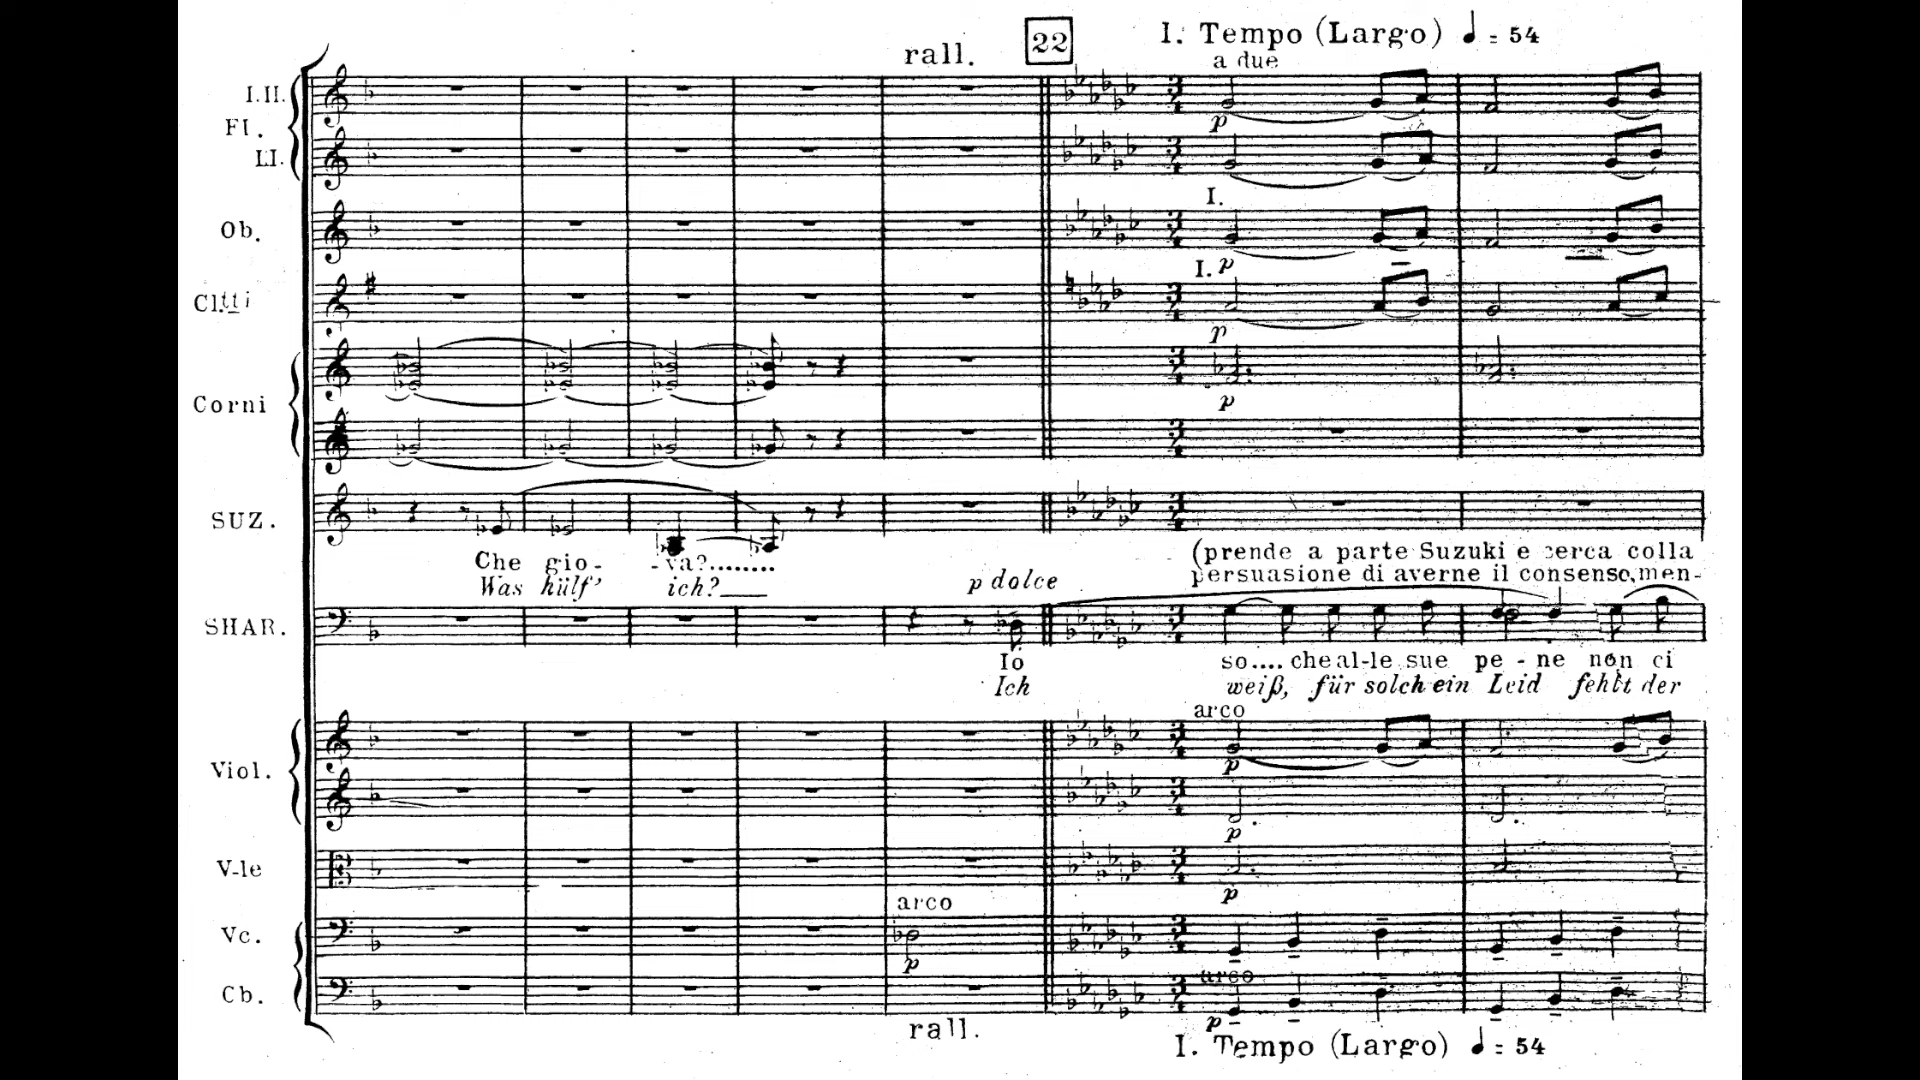 rall.
22
I. Tempo (Largo) ♩ = 54
a due
I.II.
Fl.
p
I.
Ob.
p
I.
p
Corni
p
SUZ.
Che gio- -va?........
Was hülf' ich?___
(prende a parte Suzuki e cerca colla
persuasione di averne il consenso, men-
p dolce
SHAR.
Io so.... che al-le sue pe - ne non ci
Ich weiß, für solch ein Leid fehlt der
arco
Viol.
p
p
V-le
p
arco
Vc.
p
arco
Cb.
p
rall.
I. Tempo (Largo) ♩ = 54